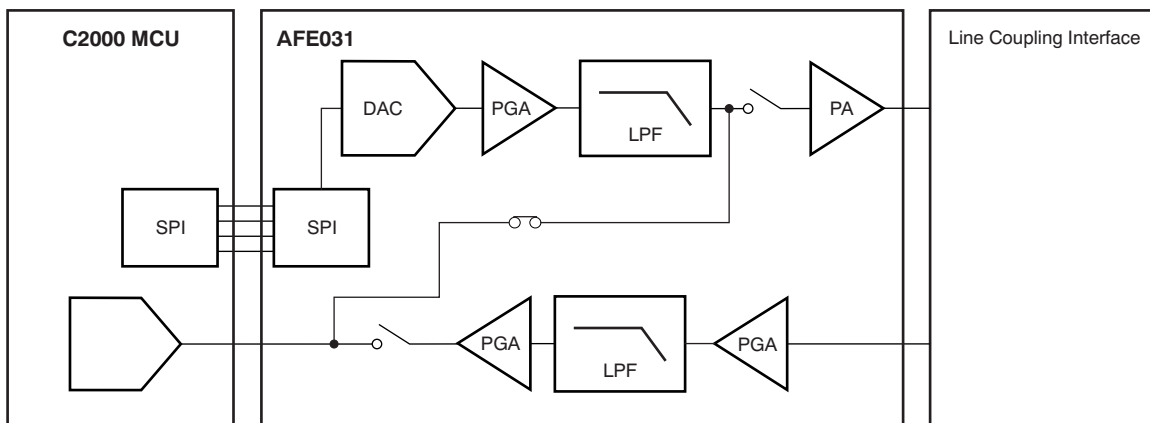 C2000 MCU
AFE031
Line Coupling Interface
DAC
PGA
LPF
PA
SPI
SPI
PGA
LPF
PGA